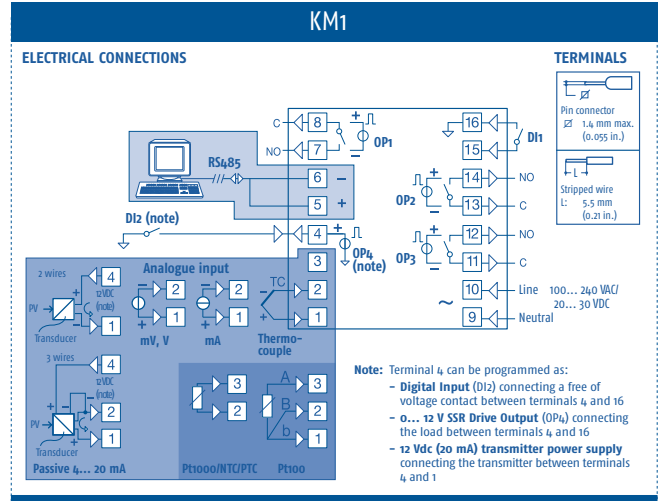 KM1
ELECTRICAL CONNECTIONS
TERMINALS
Pin connector
⌀ 1.4 mm max.
(0.055 in.)
L
Stripped wire
L: 5.5 mm
(0.21 in.)
C 8 + OP1
NO 7 –
16 DI1
15
RS485
6 –
5 +
OP2 + 14 NO
– 13 C
DI2 (note)
4 + OP4 (note)
–
OP3 + 12 NO
– 11 C
3
10 Line 100... 240 VAC/
20... 30 VDC
~
9 Neutral
Analogue input
2 wires
4
12VDC
(note)
PV
+
–
1
Transducer
– 2
+ 1
mV, V
– 2
+ 1
mA
TC
– 2
+ 1
Thermo-
couple
3 wires
4
12VDC
(note)
– +
PV
2
+
–
1
Transducer
Passive 4... 20 mA
3
2
Pt1000/NTC/PTC
A 3
B 2
b 1
Pt100
Note: Terminal 4 can be programmed as:
– Digital Input (DI2) connecting a free of
voltage contact between terminals 4 and 16
– 0... 12 V SSR Drive Output (OP4) connecting
the load between terminals 4 and 16
– 12 Vdc (20 mA) transmitter power supply
connecting the transmitter between terminals
4 and 1